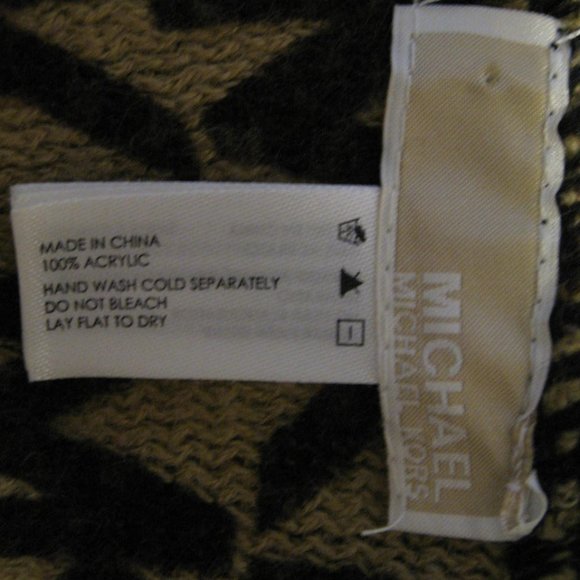 MADE IN CHINA
100% ACRYLIC
HAND WASH COLD SEPARATELY
DO NOT BLEACH
LAY FLAT TO DRY
MICHAEL
MICHAEL KORS